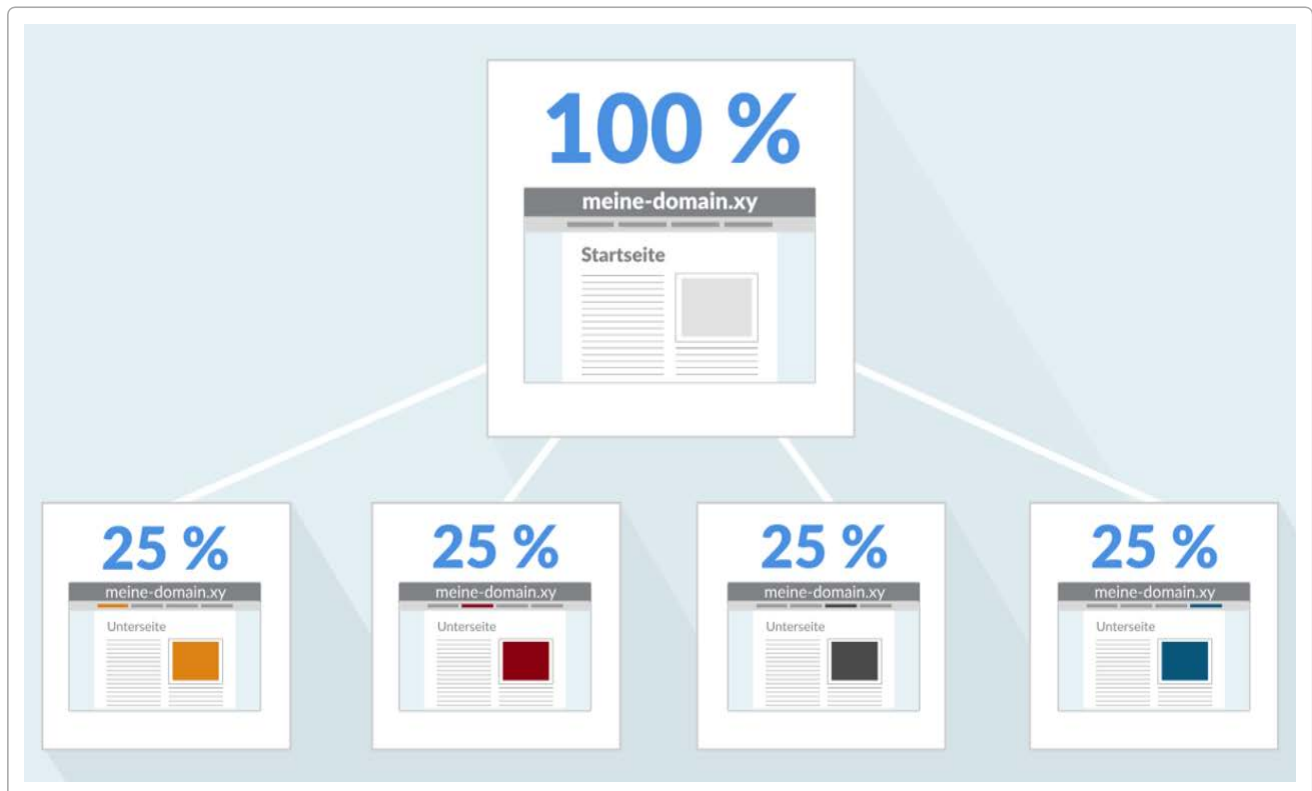 100 %
meine-domain.xy
Startseite
25 %
meine-domain.xy
Unterseite
25 %
meine-domain.xy
Unterseite
25 %
meine-domain.xy
Unterseite
25 %
meine-domain.xy
Unterseite